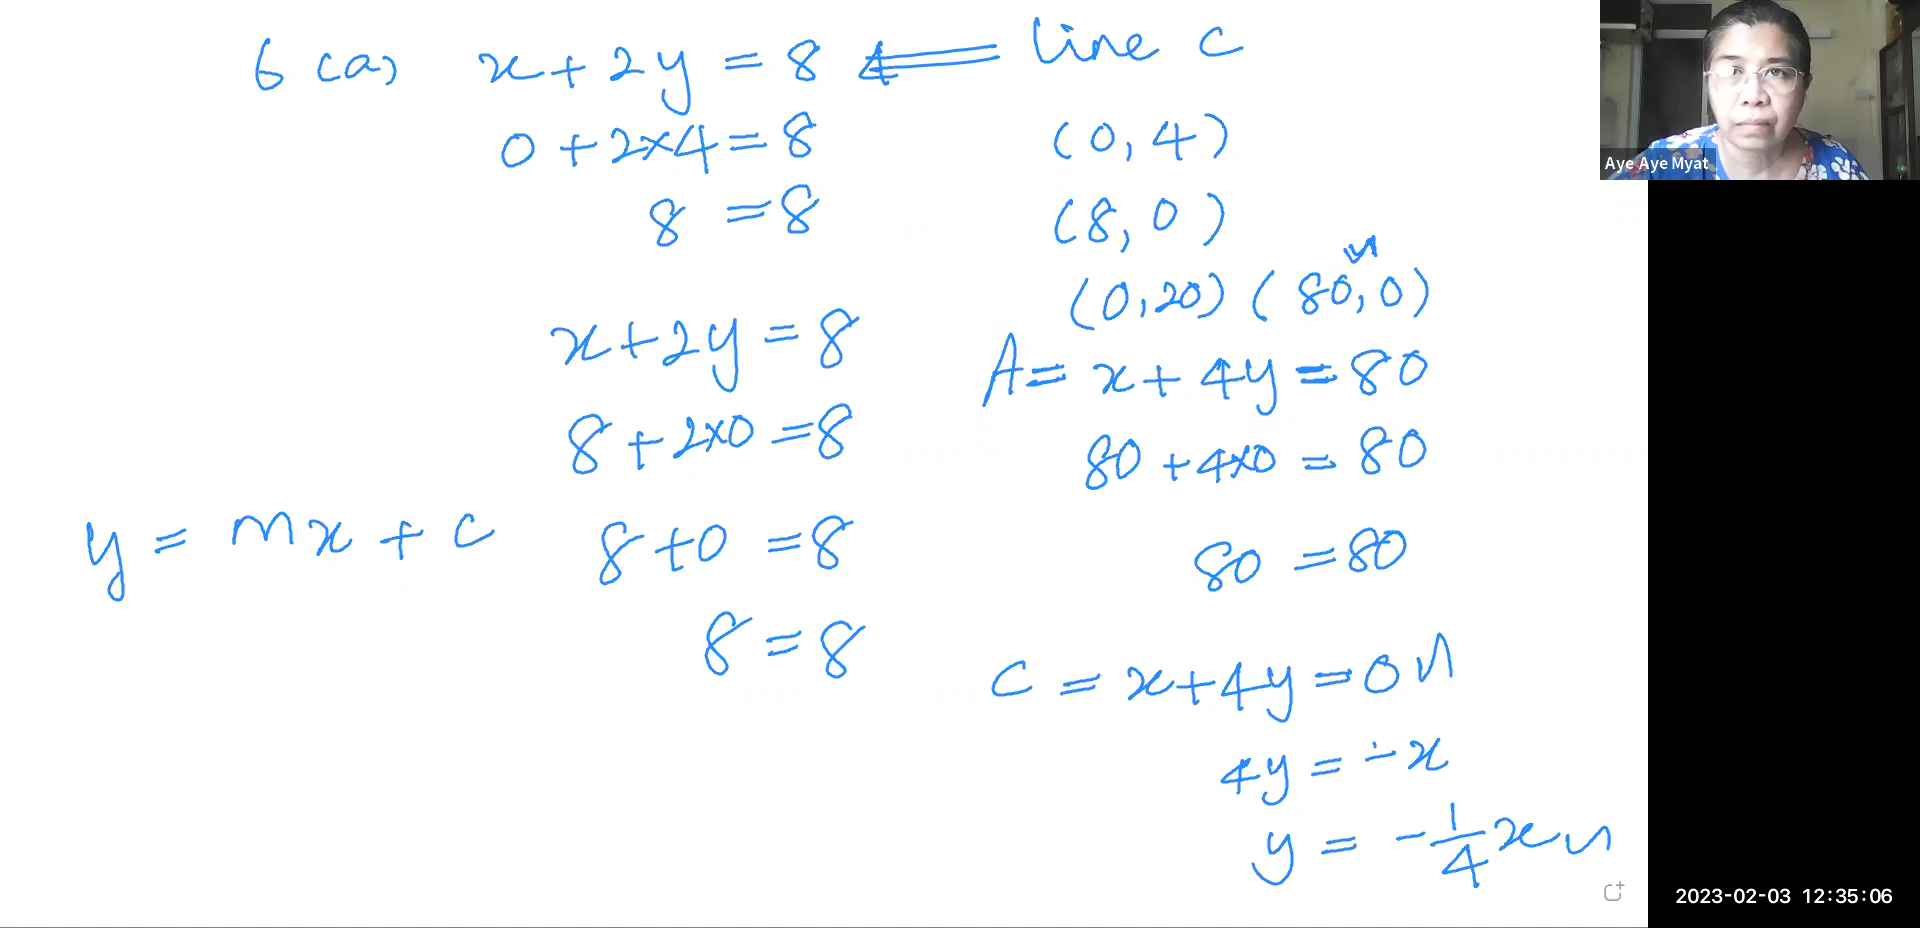 6 (a) x + 2y = 8 ⇐ line c
0 + 2×4 = 8
8 = 8
x + 2y = 8
8 + 2×0 = 8
8 + 0 = 8
8 = 8
y = mx + c
(0, 4)
(8, 0)
(0, 20) (80, 0)
A = x + 4y = 80
80 + 4×0 = 80
80 = 80
c = x + 4y = 0
4y = -x
y = -1/4 x
Aye Aye Myat
2023-02-03 12:35:06